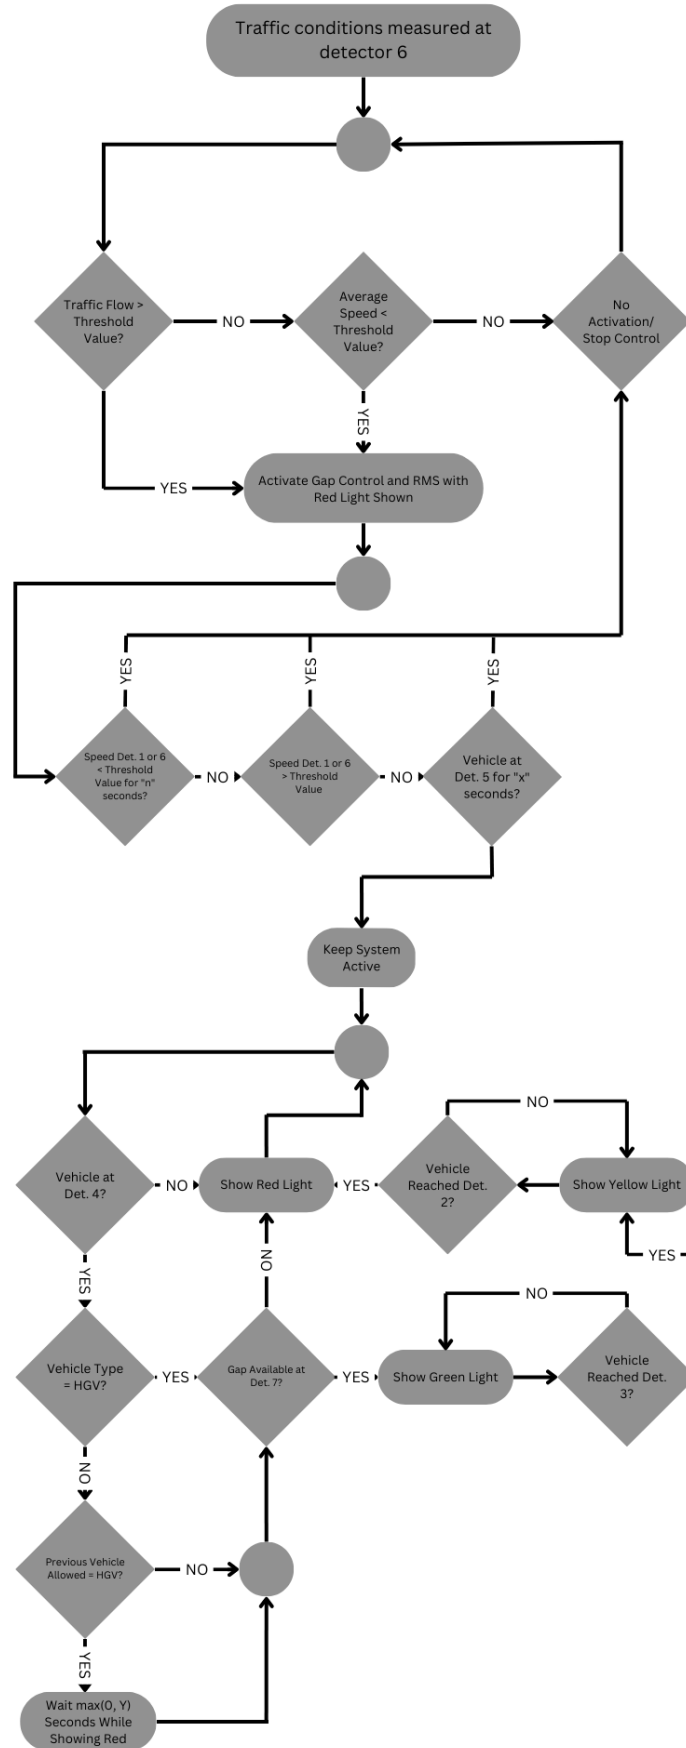 Traffic conditions measured at
detector 6
Traffic Flow >
Threshold
Value?
NO
Average
Speed <
Threshold
Value?
NO
No
Activation/
Stop Control
YES
YES
Activate Gap Control and RMS with
Red Light Shown
YES
YES
YES
Speed Det. 1 or 6
< Threshold
Value for "n"
seconds?
NO
Speed Det. 1 or 6
> Threshold
Value
NO
Vehicle at
Det. 5 for "x"
seconds?
Keep System
Active
NO
Vehicle at
Det. 4?
NO
Show Red Light
YES
Vehicle
Reached Det.
2?
Show Yellow Light
YES
YES
NO
NO
Vehicle Type
= HGV?
YES
Gap Available at
Det. 7?
YES
Show Green Light
Vehicle
Reached Det.
3?
NO
Previous Vehicle
Allowed = HGV?
NO
YES
Wait max(0, Y)
Seconds While
Showing Red